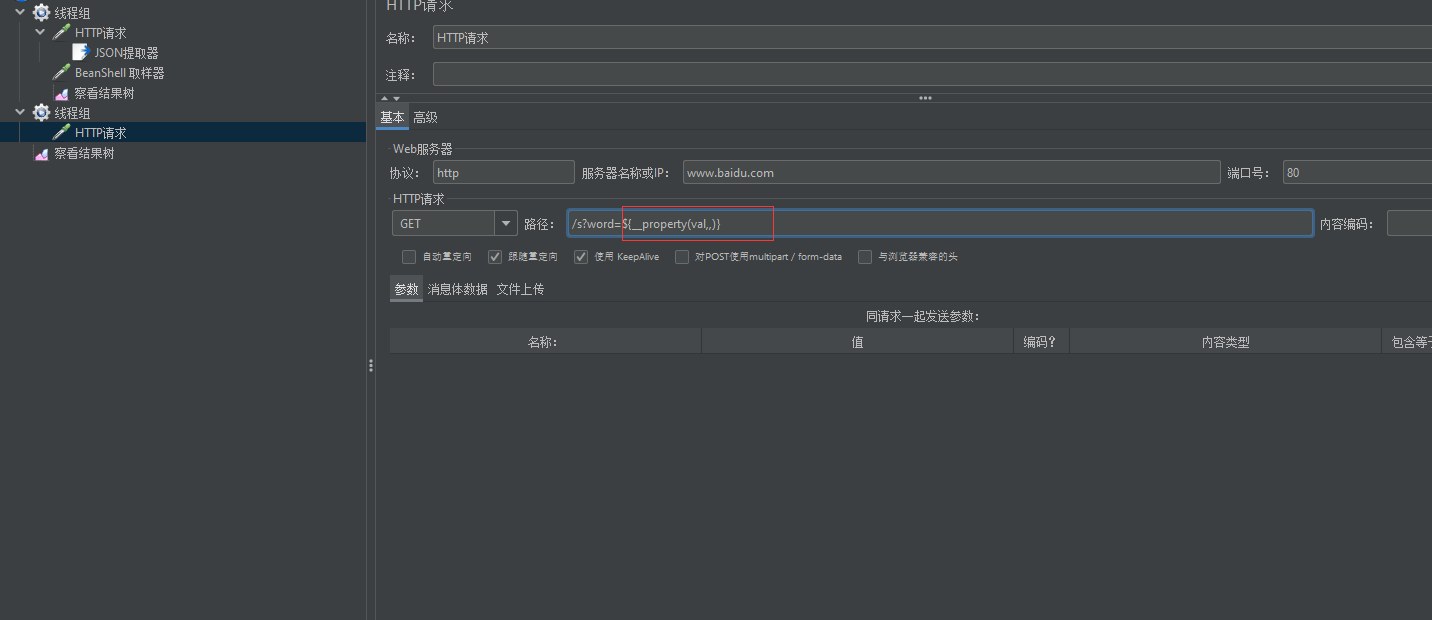 线程组
HTTP请求
JSON提取器
BeanShell 取样器
察看结果树
线程组
HTTP请求
察看结果树
HTTP请求
名称： HTTP请求
注释：
基本 高级
Web服务器
协议： http 服务器名称或IP： www.baidu.com 端口号： 80
HTTP请求
GET 路径： /s?word=${__property(val,,)} 内容编码：
自动重定向 跟随重定向 使用 KeepAlive 对POST使用multipart / form-data 与浏览器兼容的头
参数 消息体数据 文件上传
同请求一起发送参数：
名称： 值 编码？ 内容类型 包含等于